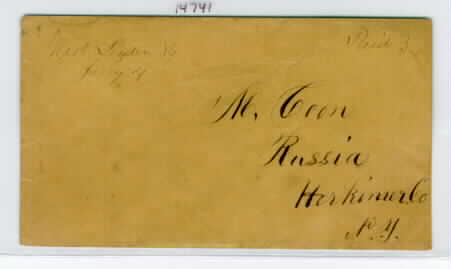 14741
West Leyden
Paid 3
M. Coon
Russia
Herkimer Co
N.Y.